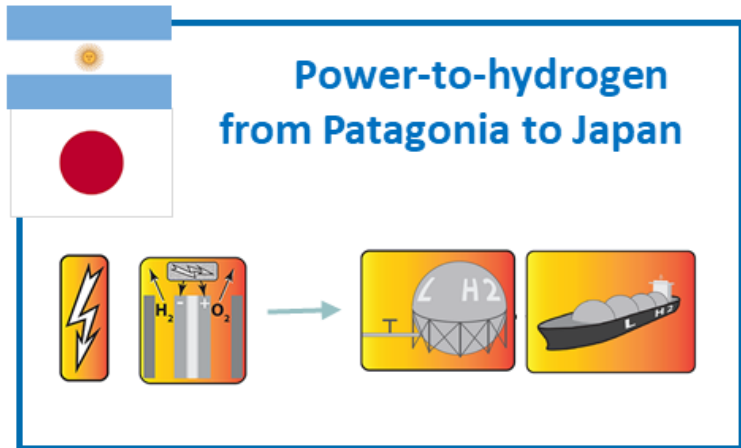 Power-to-hydrogen
from Patagonia to Japan
- +
H2 O2
L H2
L H2